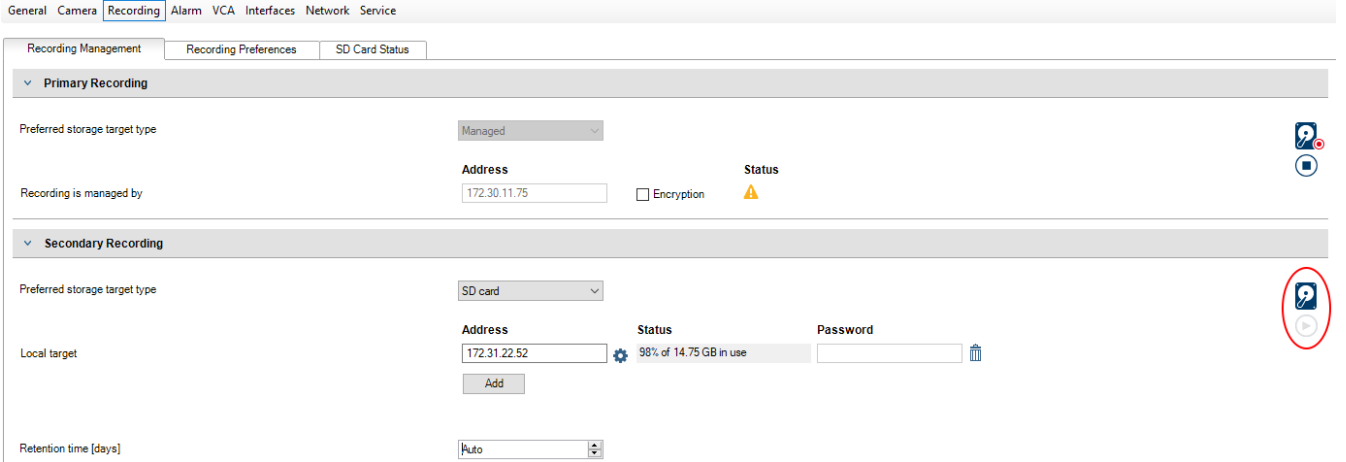 General Camera Recording Alarm VCA Interfaces Network Service
Recording Management Recording Preferences SD Card Status
Primary Recording
Preferred storage target type Managed
Address Status
Recording is managed by 172.30.11.75 Encryption
Secondary Recording
Preferred storage target type SD card
Address Status Password
Local target 172.31.22.52 98% of 14.75 GB in use
Add
Retention time [days] Auto